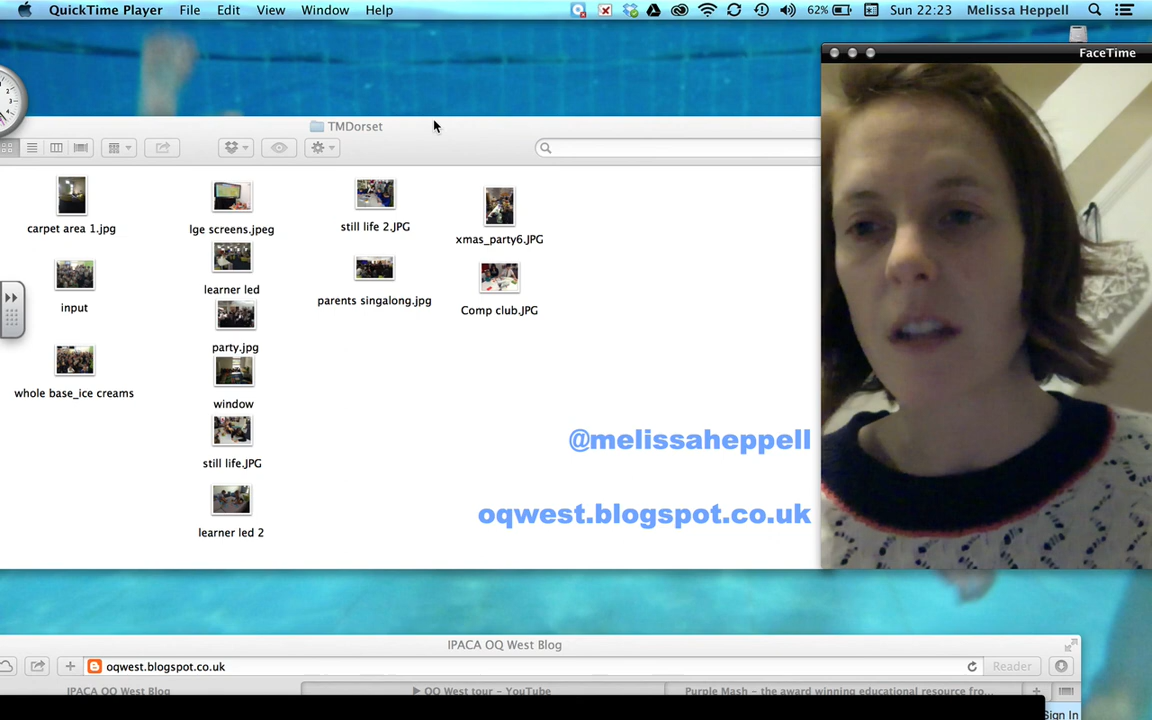 QuickTime Player File Edit View Window Help 62% Sun 22:23 Melissa Heppell
FaceTime
TMDorset
carpet area 1.jpg
lge screens.jpeg
still life 2.JPG
xmas_party6.JPG
input
learner led
parents singalong.jpg
Comp club.JPG
party.jpg
whole base_ice creams
window
still life.JPG
learner led 2
@melissaheppell
oqwest.blogspot.co.uk
IPACA OQ West Blog
oqwest.blogspot.co.uk Reader
IPACA OQ West Blog OQ West tour – YouTube Purple Mash – the award winning educational resource fro...
Sign In